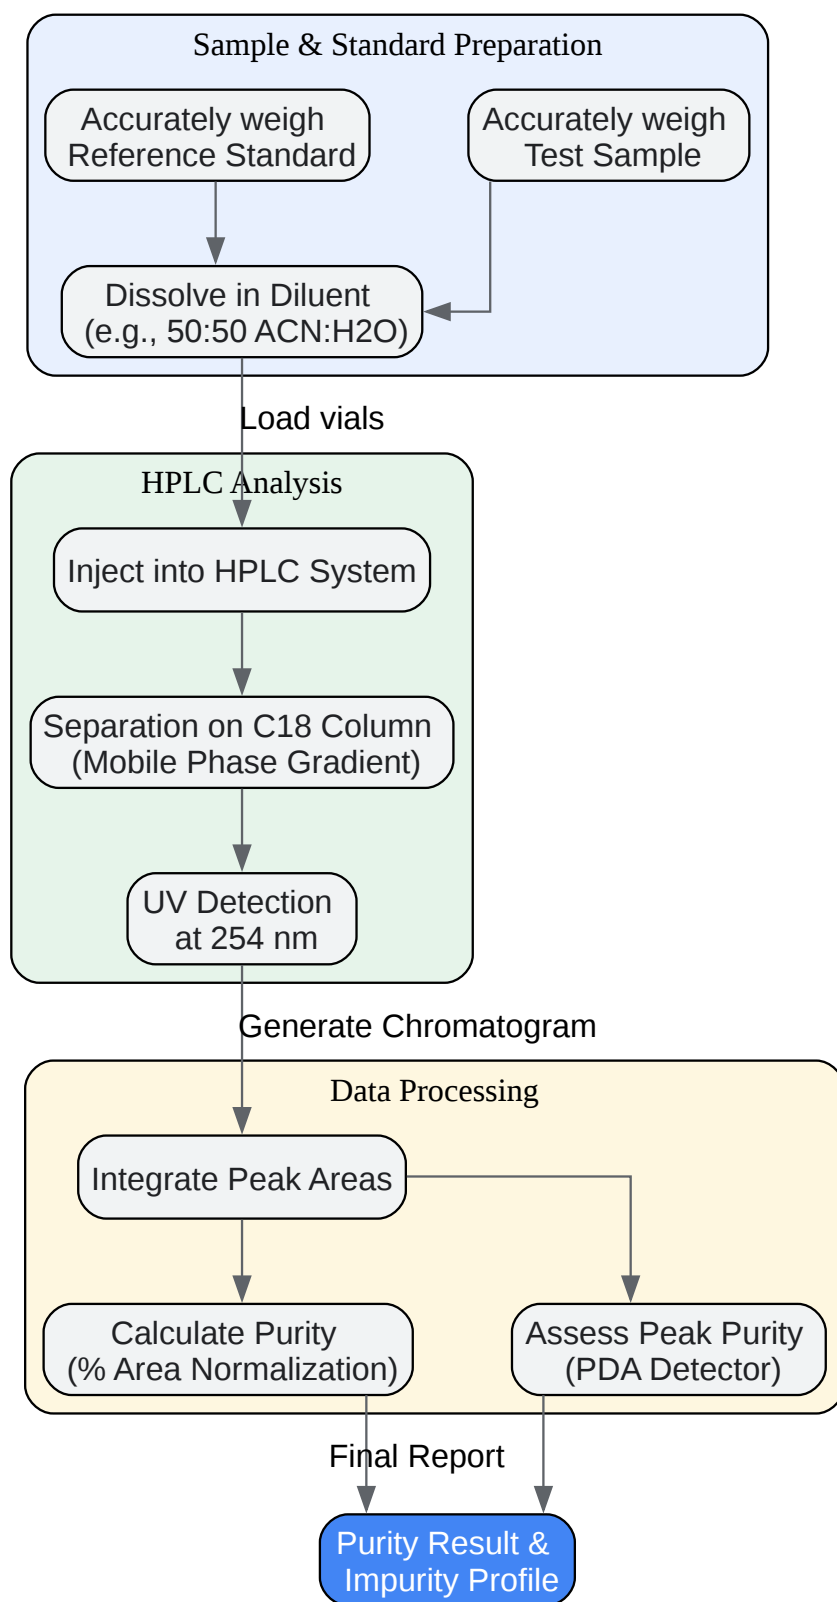 Sample & Standard Preparation
Accurately weigh
Reference Standard
Accurately weigh
Test Sample
Dissolve in Diluent
(e.g., 50:50 ACN:H2O)
Load vials
HPLC Analysis
Inject into HPLC System
Separation on C18 Column
(Mobile Phase Gradient)
UV Detection
at 254 nm
Generate Chromatogram
Data Processing
Integrate Peak Areas
Calculate Purity
(% Area Normalization)
Assess Peak Purity
(PDA Detector)
Final Report
Purity Result &
Impurity Profile